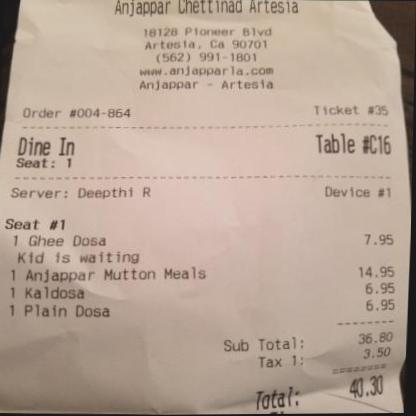 Anjappar Chettinad Artesia
18128 Pioneer Blvd
Artesia, Ca 90701
(562) 991-1801
www.anjapparla.com
Anjappar - Artesia
Order #004-864 Ticket #35
Dine In Table #C16
Seat: 1
Server: Deepthi R Device #1
Seat #1
1 Ghee Dosa 7.95
Kid is waiting
1 Anjappar Mutton Meals 14.95
1 Kaldosa 6.95
1 Plain Dosa 6.95
Sub Total: 36.80
Tax 1: 3.50
Total: 40.30